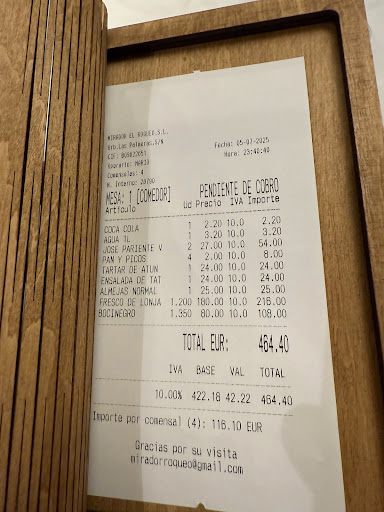 MIRADOR EL ROQUEO S.L.
Urb.Las Palmeras,S/N
Fecha: 05-07-2025
Hora: 23:40:40
Comensales: 4
N. Interno: 20790
MESA: 1 [COMEDOR] PENDIENTE DE COBRO
Artículo Ud Precio IVA Importe
COCA COLA 1 2.20 10.0 2.20
AGUA 1L 1 3.20 10.0 3.20
JOSE PARIENTE V 2 27.00 10.0 54.00
PAN Y PICOS 4 2.00 10.0 8.00
TARTAR DE ATUN 1 24.00 10.0 24.00
ENSALADA DE TAT 1 24.00 10.0 24.00
ALMEJAS NORMAL 1 25.00 10.0 25.00
FRESCO DE LONJA 1.200 180.00 10.0 216.00
BOCINEGRO 1.350 80.00 10.0 108.00
TOTAL EUR: 464.40
IVA BASE VAL TOTAL
10.00% 422.18 42.22 464.40
Importe por comensal (4): 116.10 EUR
Gracias por su visita
miradorroqueo@gmail.com